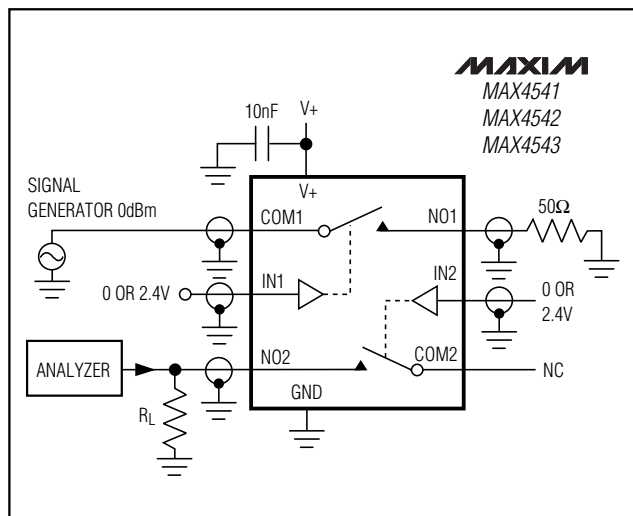 MAXIM
MAX4541
MAX4542
MAX4543
10nF
V+
V+
SIGNAL
GENERATOR 0dBm
COM1
NO1
50Ω
IN1
IN2
0 OR 2.4V
0 OR
2.4V
ANALYZER
NO2
COM2
NC
GND
RL